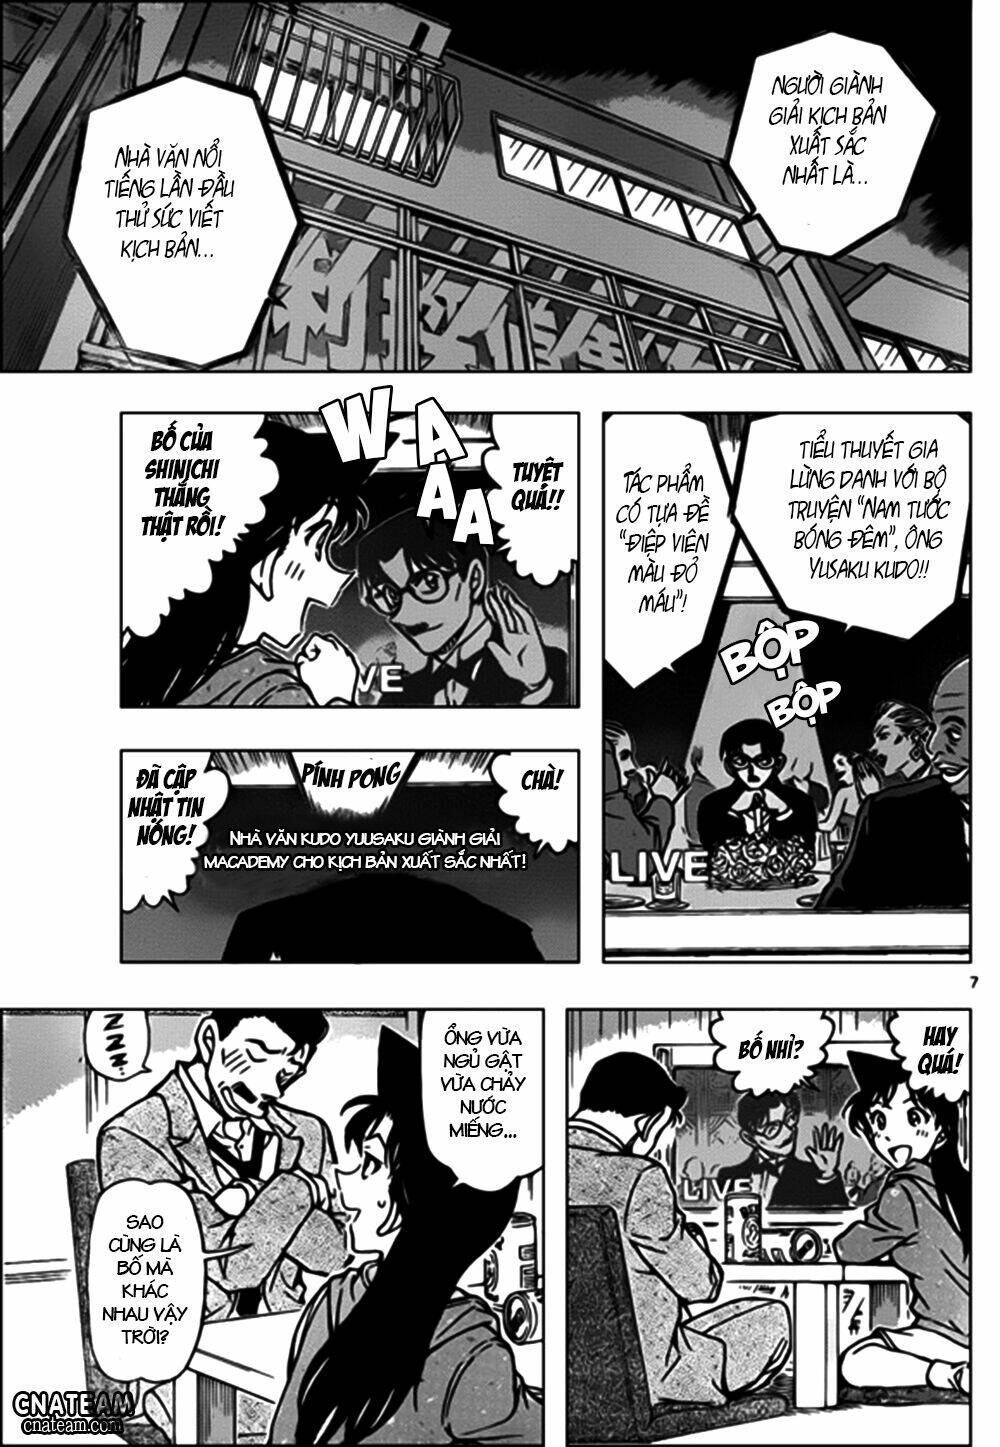 NGƯỜI GIÀNH
GIẢI KỊCH BẢN
XUẤT SẮC
NHẤT LÀ...
NHÀ VĂN NỔI
TIẾNG LẦN ĐẦU
THỬ SỨC VIẾT
KỊCH BẢN...
TIỂU THUYẾT GIA
LỪNG DANH VỚI BỘ
TRUYỆN “NAM TƯỚC
BÓNG ĐÊM”, ÔNG
YUSAKU KUDO!!
TÁC PHẨM
CÓ TỰA ĐỀ
“ĐIỆP VIÊN
MÀU ĐỎ
MÁU”!
BỘP
BỘP
LIVE
TUYỆT
QUÁ!!
WAAAA
BỐ CỦA
SHINICHI
THẮNG
THẬT RỒI!
IVE
CHÀ!
PÍNH PONG
ĐÃ CẬP
NHẬT TIN
NÓNG!
NHÀ VĂN KUDO YUUSAKU GIÀNH GIẢI
MACADEMY CHO KỊCH BẢN XUẤT SẮC NHẤT!
7
HAY
QUÁ!
BỐ NHỈ?
LIVE
ỔNG VỪA
NGỦ GẬT
VỪA CHẢY
NƯỚC
MIẾNG...
ZZZZ...
SAO
CÙNG LÀ
BỐ MÀ
KHÁC
NHAU VẬY
TRỜI?
CNATEAM
cnateam.com